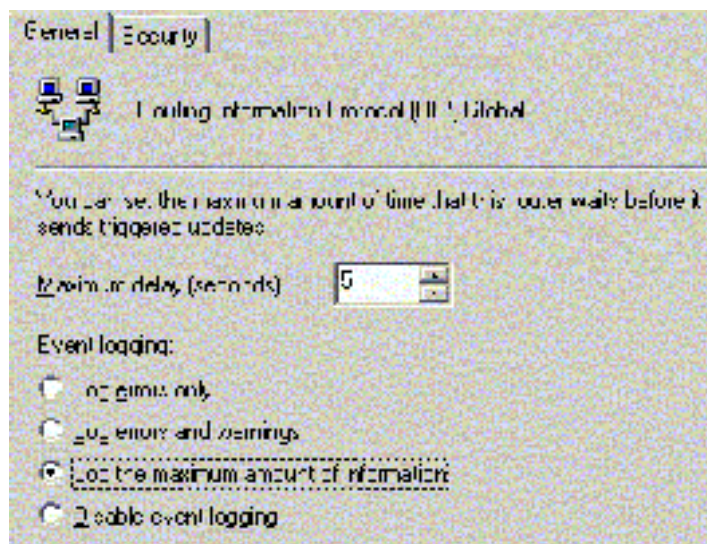 General Security
Routing Information Protocol (RIP) Global
You can set the maximum amount of time that this router waits before it
sends triggered updates.
Maximum delay (seconds): 5
Event logging:
Log errors only
Log errors and warnings
Log the maximum amount of information
Disable event logging